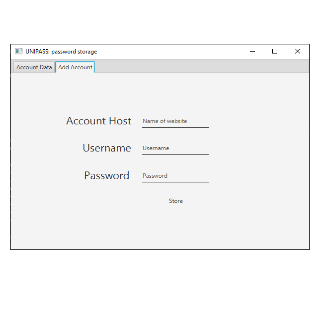 UNIPASS: password storage
Account Data Add Account
Account Host Name of website
Username Username
Password Password
Store